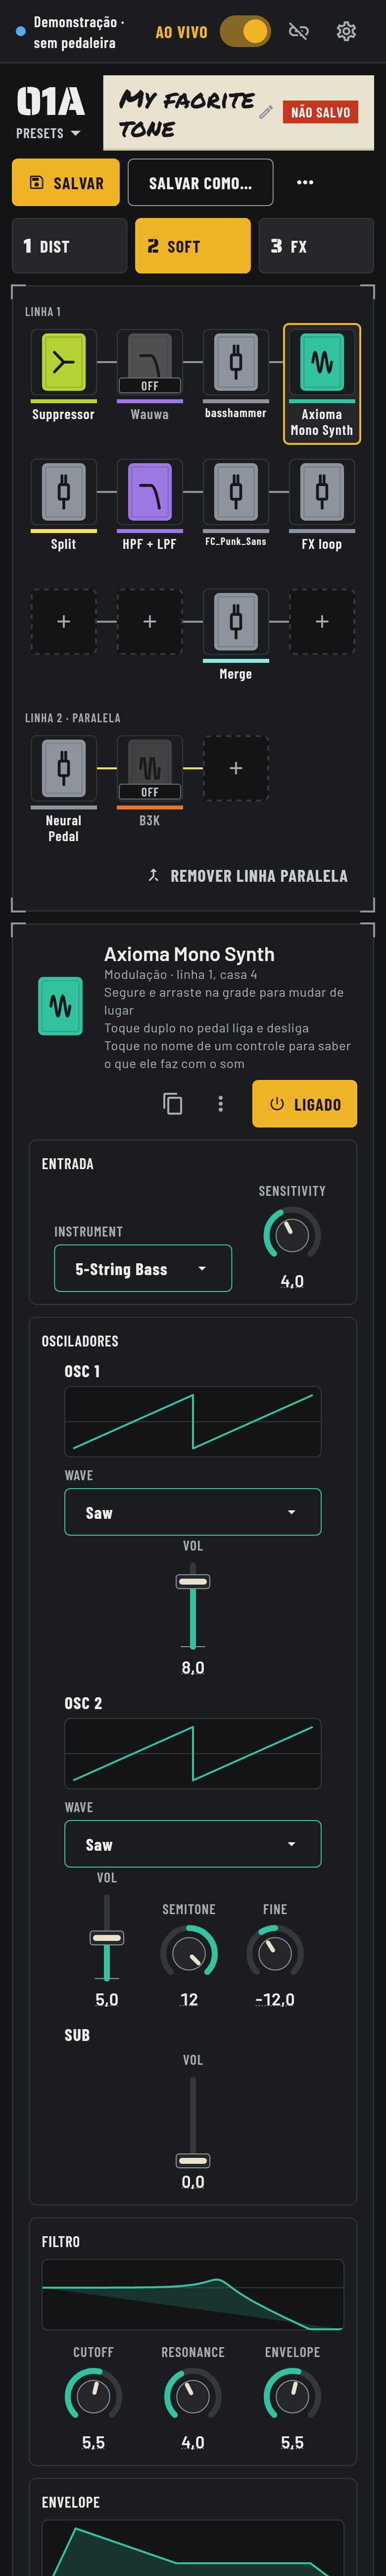 Demonstração ·
sem pedaleira
AO VIVO
01A
PRESETS
My faorite
tone
NÃO SALVO
SALVAR
SALVAR COMO...
1 DIST
2 SOFT
3 FX
LINHA 1
OFF
Suppressor
Wauwa
basshammer
Axioma
Mono Synth
Split
HPF + LPF
FC_Punk_Sans
FX loop
Merge
LINHA 2 · PARALELA
OFF
Neural
Pedal
B3K
REMOVER LINHA PARALELA
Axioma Mono Synth
Modulação · linha 1, casa 4
Segure e arraste na grade para mudar de
lugar
Toque duplo no pedal liga e desliga
Toque no nome de um controle para saber
o que ele faz com o som
LIGADO
ENTRADA
SENSITIVITY
INSTRUMENT
5-String Bass
4,0
OSCILADORES
OSC 1
WAVE
Saw
VOL
8,0
OSC 2
WAVE
Saw
VOL
SEMITONE
FINE
5,0
12
-12,0
SUB
VOL
0,0
FILTRO
CUTOFF
RESONANCE
ENVELOPE
5,5
4,0
5,5
ENVELOPE